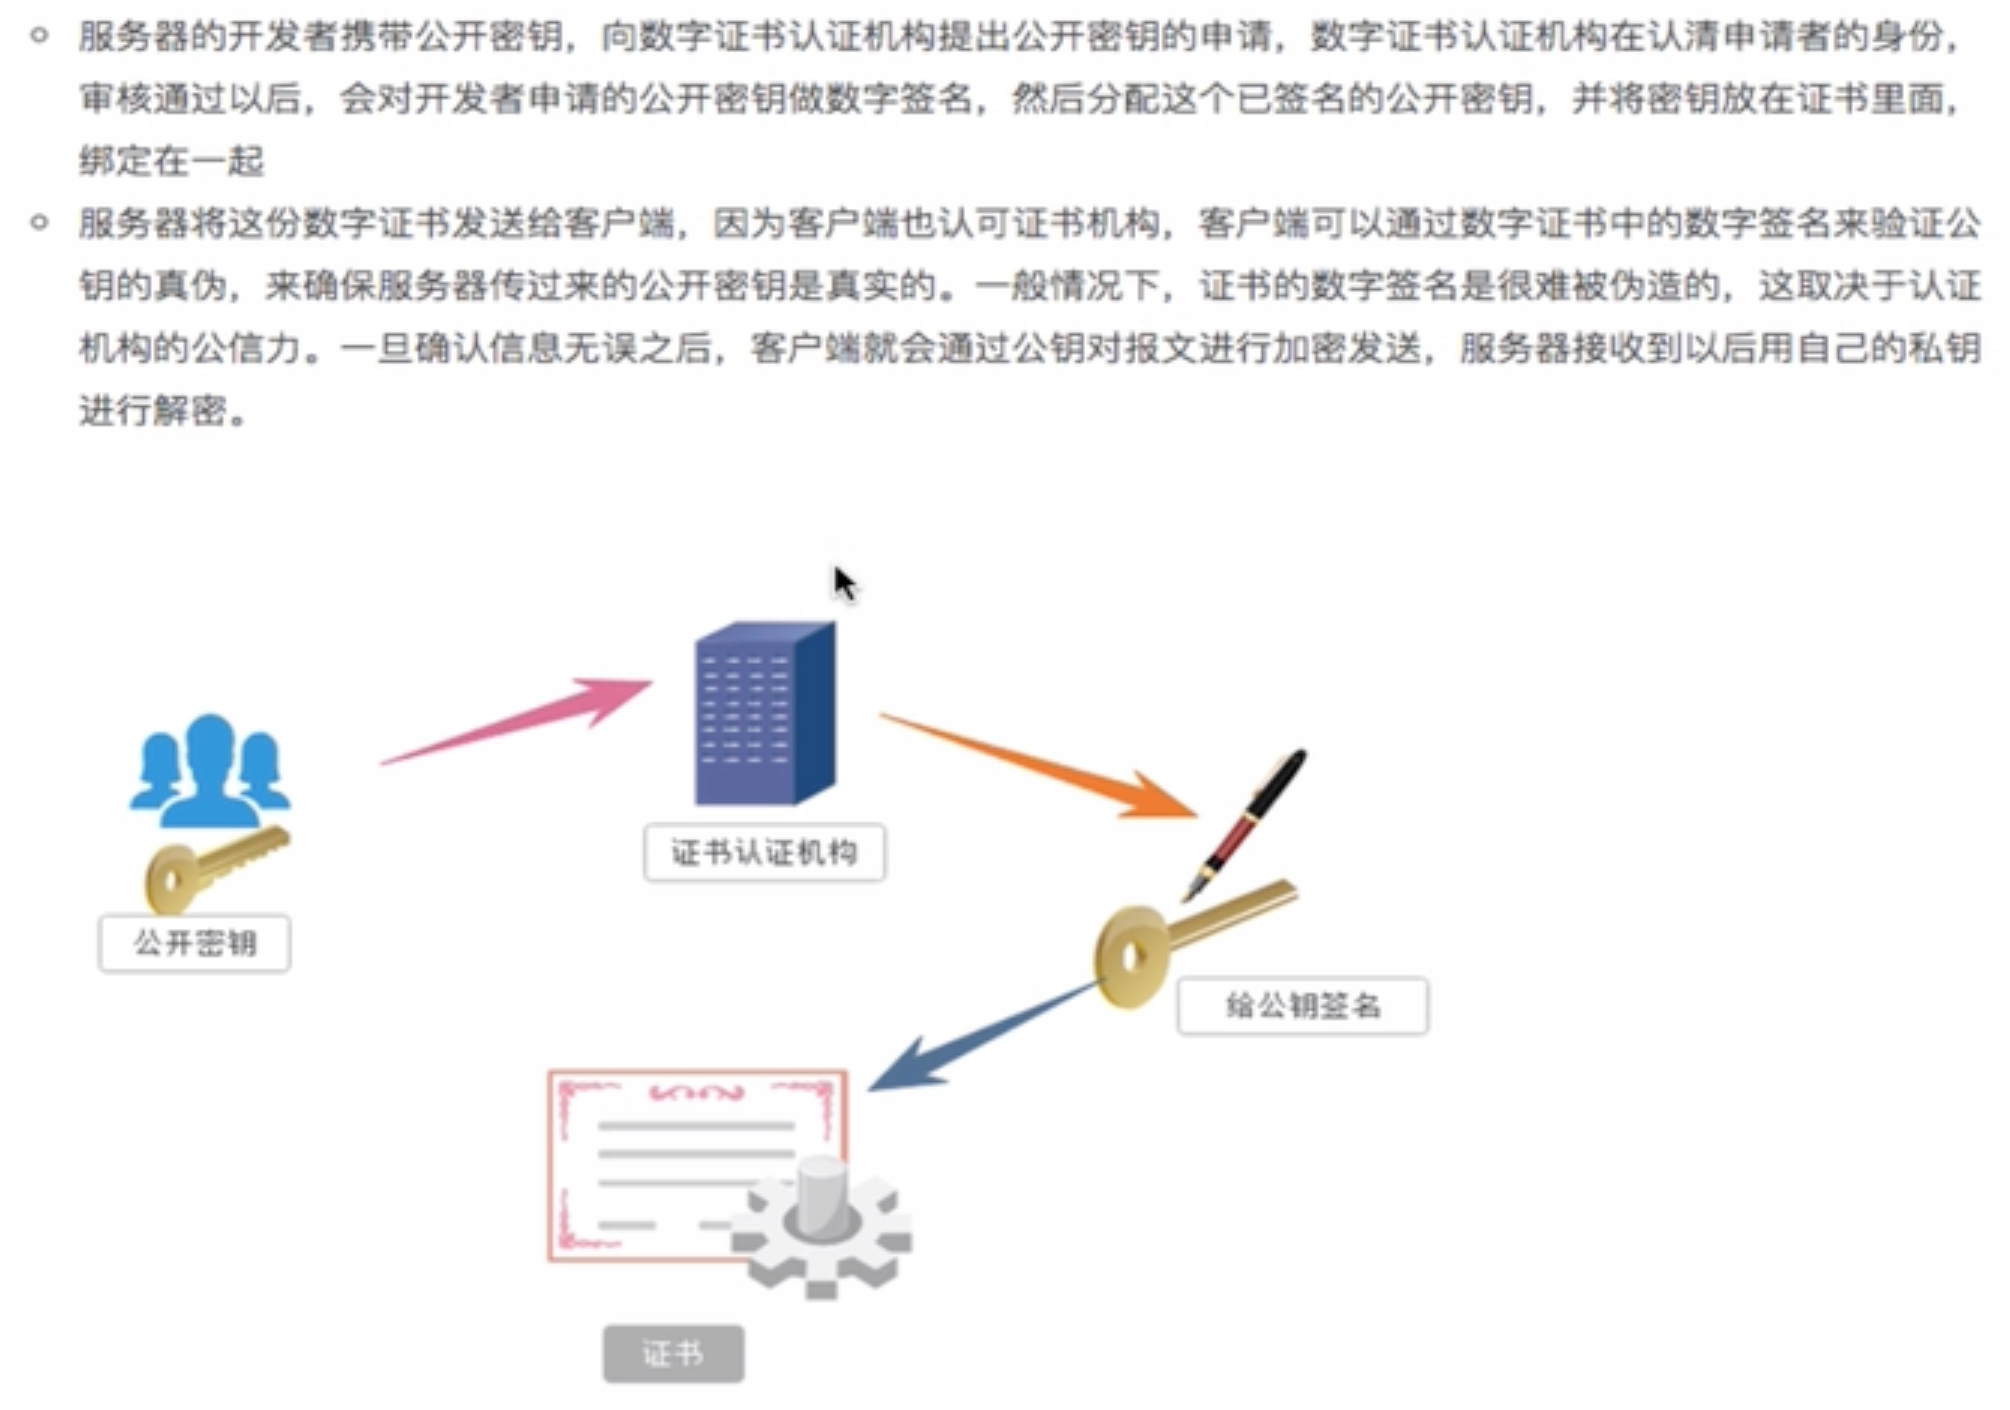 服务器的开发者携带公开密钥，向数字证书认证机构提出公开密钥的申请，数字证书认证机构在认清申请者的身份，
审核通过以后，会对开发者申请的公开密钥做数字签名，然后分配这个已签名的公开密钥，并将密钥放在证书里面，
绑定在一起
服务器将这份数字证书发送给客户端，因为客户端也认可证书机构，客户端可以通过数字证书中的数字签名来验证公
钥的真伪，来确保服务器传过来的公开密钥是真实的。一般情况下，证书的数字签名是很难被伪造的，这取决于认证
机构的公信力。一旦确认信息无误之后，客户端就会通过公钥对报文进行加密发送，服务器接收到以后用自己的私钥
进行解密。
证书认证机构
公开密钥
给公钥签名
证书